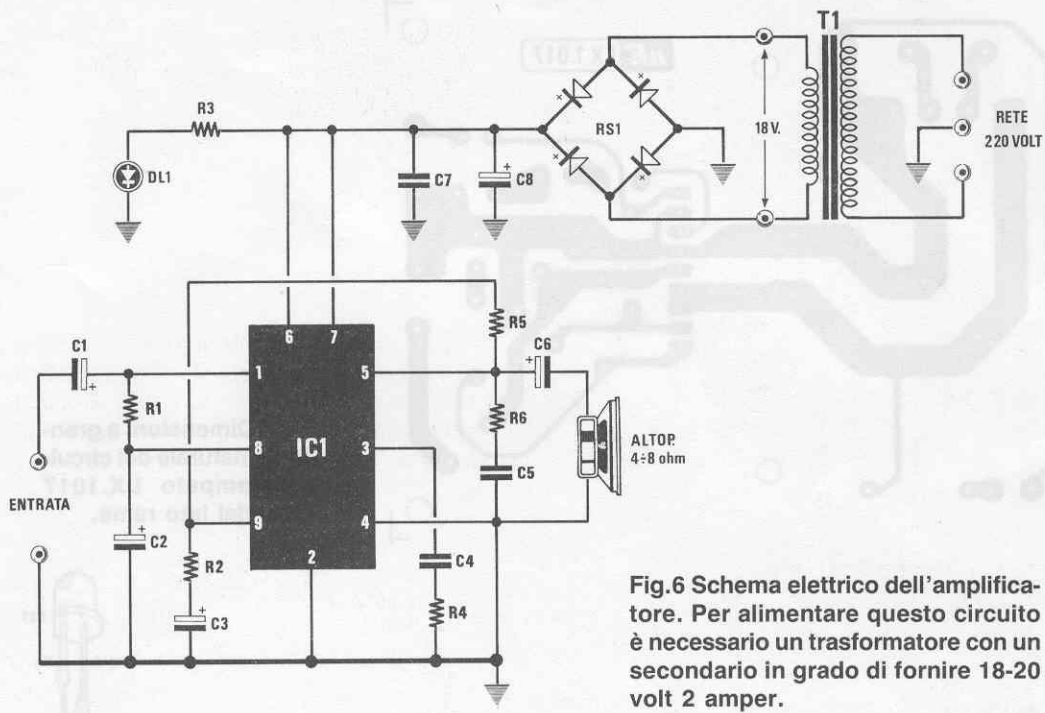 T1
LX.1017
R3
RS1
18 V.
RETE
220 VOLT
DL1
C7
+
C8
R5
C1
+
6
7
+
C6
1
5
R1
R6
IC1
8
3
ALTOP.
4÷8 ohm
C5
ENTRATA
9
4
+
C2
R2
2
C4
+
C3
R4
Fig.6 Schema elettrico dell'amplifica-
tore. Per alimentare questo circuito
è necessario un trasformatore con un
secondario in grado di fornire 18-20
volt 2 amper.